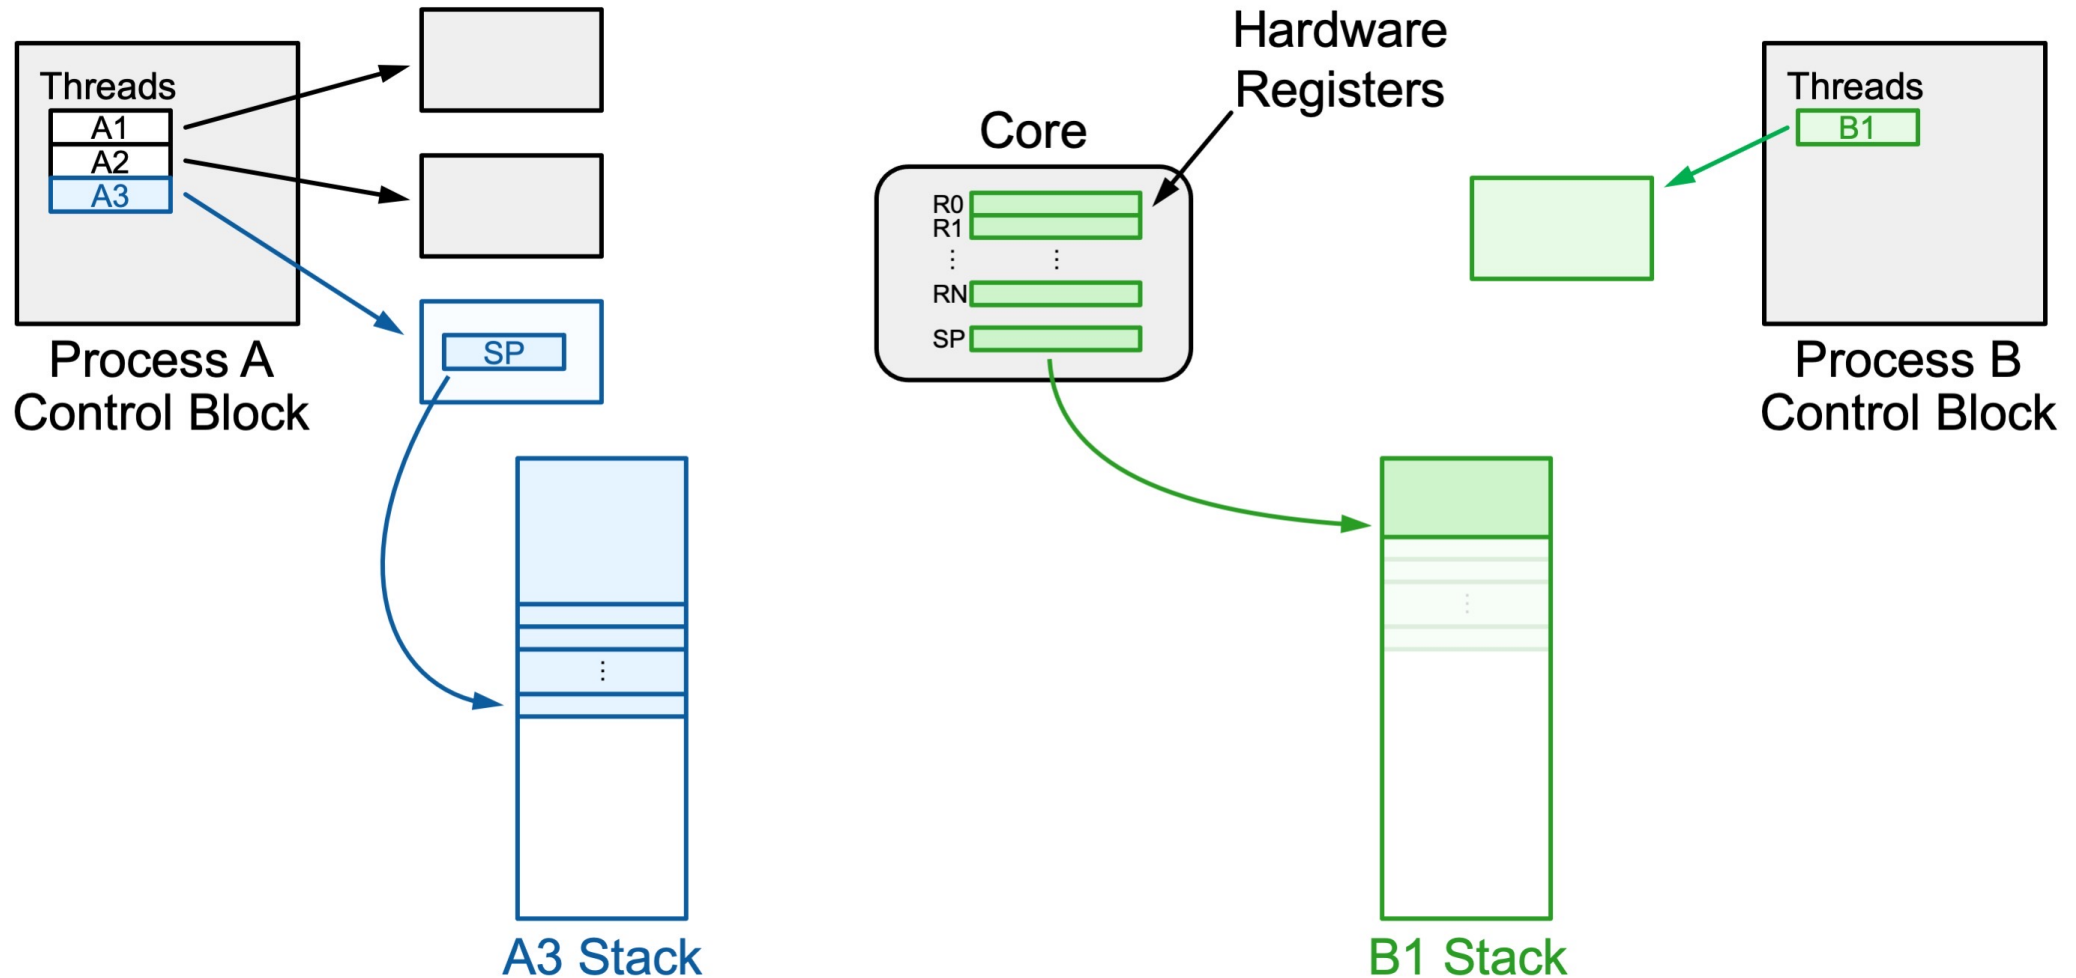 Threads
A1
A2
A3
Process A
Control Block
SP
A3 Stack
Core
Hardware
Registers
R0
R1
⋮ ⋮
RN
SP
B1 Stack
Threads
B1
Process B
Control Block